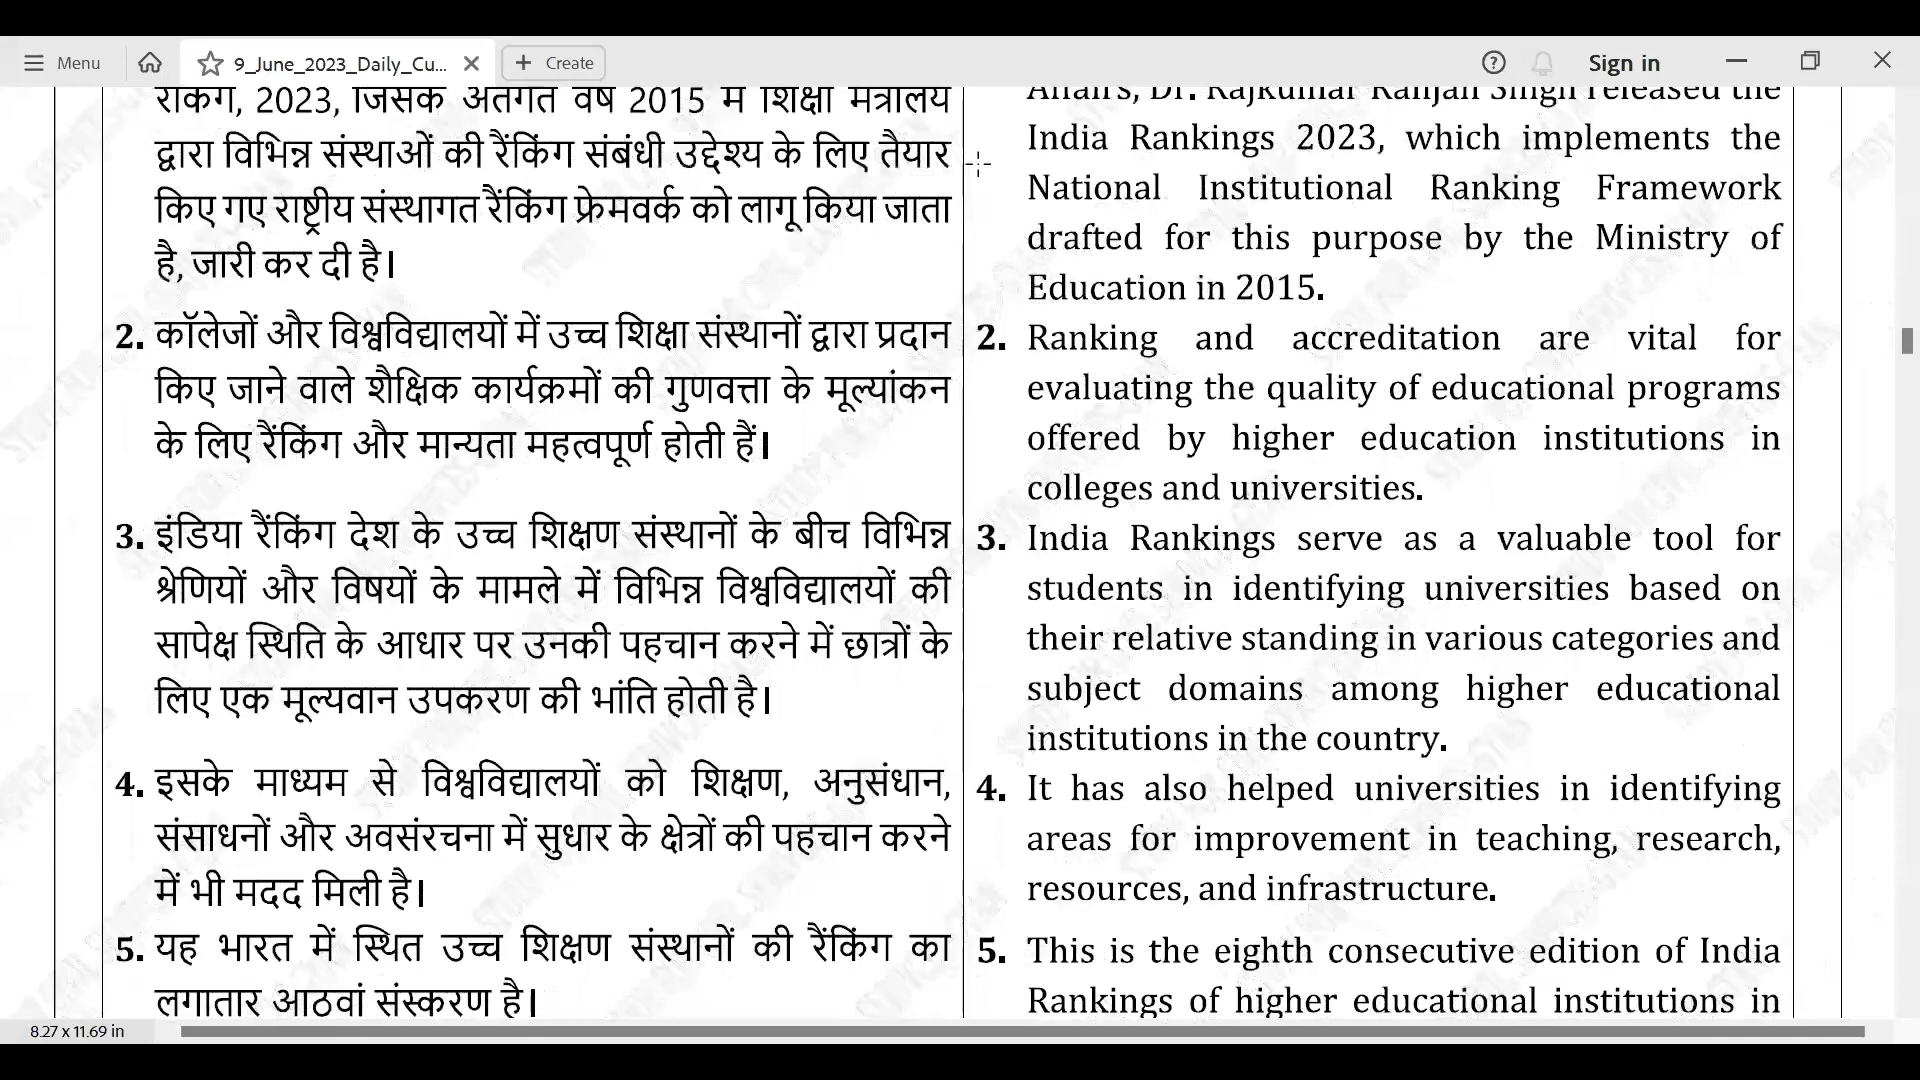 Menu
9_June_2023_Daily_Cu...
Create
Sign in
रैंकिंग, 2023, जिसके अंतर्गत वर्ष 2015 में शिक्षा मंत्रालय
द्वारा विभिन्न संस्थाओं की रैंकिंग संबंधी उद्देश्य के लिए तैयार
किए गए राष्ट्रीय संस्थागत रैंकिंग फ्रेमवर्क को लागू किया जाता
है, जारी कर दी है।
2. कॉलेजों और विश्वविद्यालयों में उच्च शिक्षा संस्थानों द्वारा प्रदान
किए जाने वाले शैक्षिक कार्यक्रमों की गुणवत्ता के मूल्यांकन
के लिए रैंकिंग और मान्यता महत्वपूर्ण होती हैं।
3. इंडिया रैंकिंग देश के उच्च शिक्षण संस्थानों के बीच विभिन्न
श्रेणियों और विषयों के मामले में विभिन्न विश्वविद्यालयों की
सापेक्ष स्थिति के आधार पर उनकी पहचान करने में छात्रों के
लिए एक मूल्यवान उपकरण की भांति होती है।
4. इसके माध्यम से विश्वविद्यालयों को शिक्षण, अनुसंधान,
संसाधनों और अवसंरचना में सुधार के क्षेत्रों की पहचान करने
में भी मदद मिली है।
5. यह भारत में स्थित उच्च शिक्षण संस्थानों की रैंकिंग का
लगातार आठवां संस्करण है।
Affairs, Dr. Rajkumar Ranjan Singh released the
India Rankings 2023, which implements the
National Institutional Ranking Framework
drafted for this purpose by the Ministry of
Education in 2015.
2. Ranking and accreditation are vital for
evaluating the quality of educational programs
offered by higher education institutions in
colleges and universities.
3. India Rankings serve as a valuable tool for
students in identifying universities based on
their relative standing in various categories and
subject domains among higher educational
institutions in the country.
4. It has also helped universities in identifying
areas for improvement in teaching, research,
resources, and infrastructure.
5. This is the eighth consecutive edition of India
Rankings of higher educational institutions in
8.27 x 11.69 in